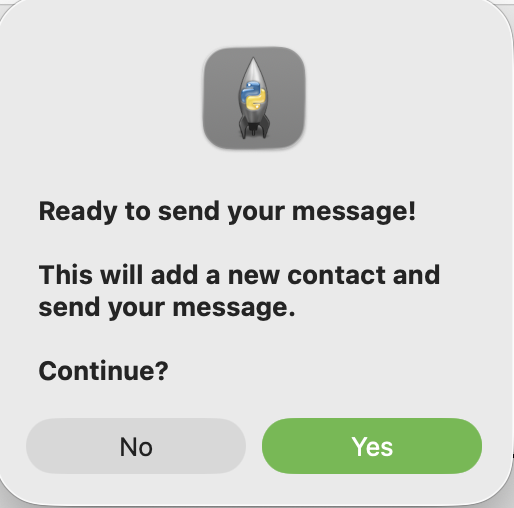 Ready to send your message!
This will add a new contact and
send your message.
Continue?
No
Yes